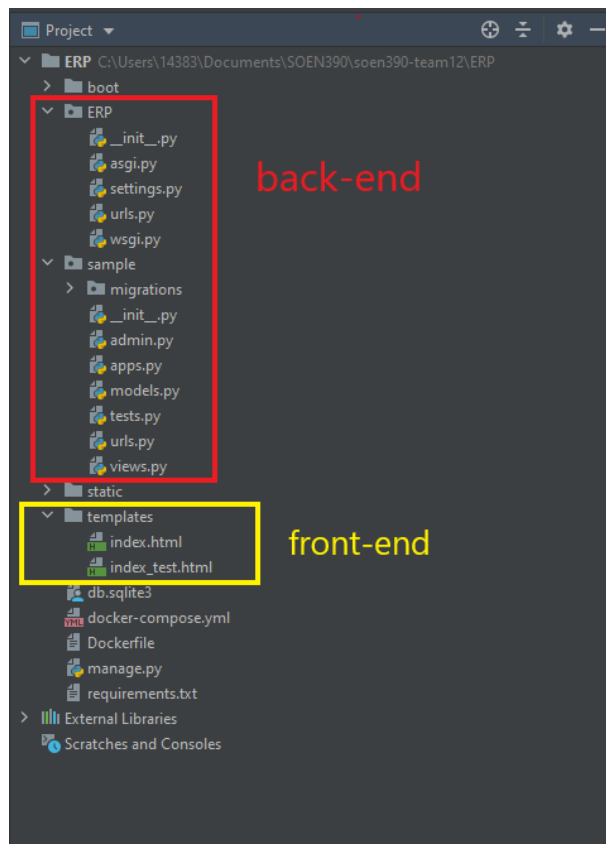 Project
ERP C:\Users\14383\Documents\SOEN390\soen390-team12\ERP
boot
ERP
__init__.py
asgi.py
settings.py
back-end
urls.py
wsgi.py
sample
migrations
__init__.py
admin.py
apps.py
models.py
tests.py
urls.py
views.py
static
templates
index.html
front-end
index_test.html
db.sqlite3
docker-compose.yml
Dockerfile
manage.py
requirements.txt
External Libraries
Scratches and Consoles